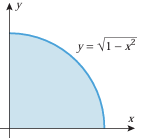 y
y = √1 − x²
x